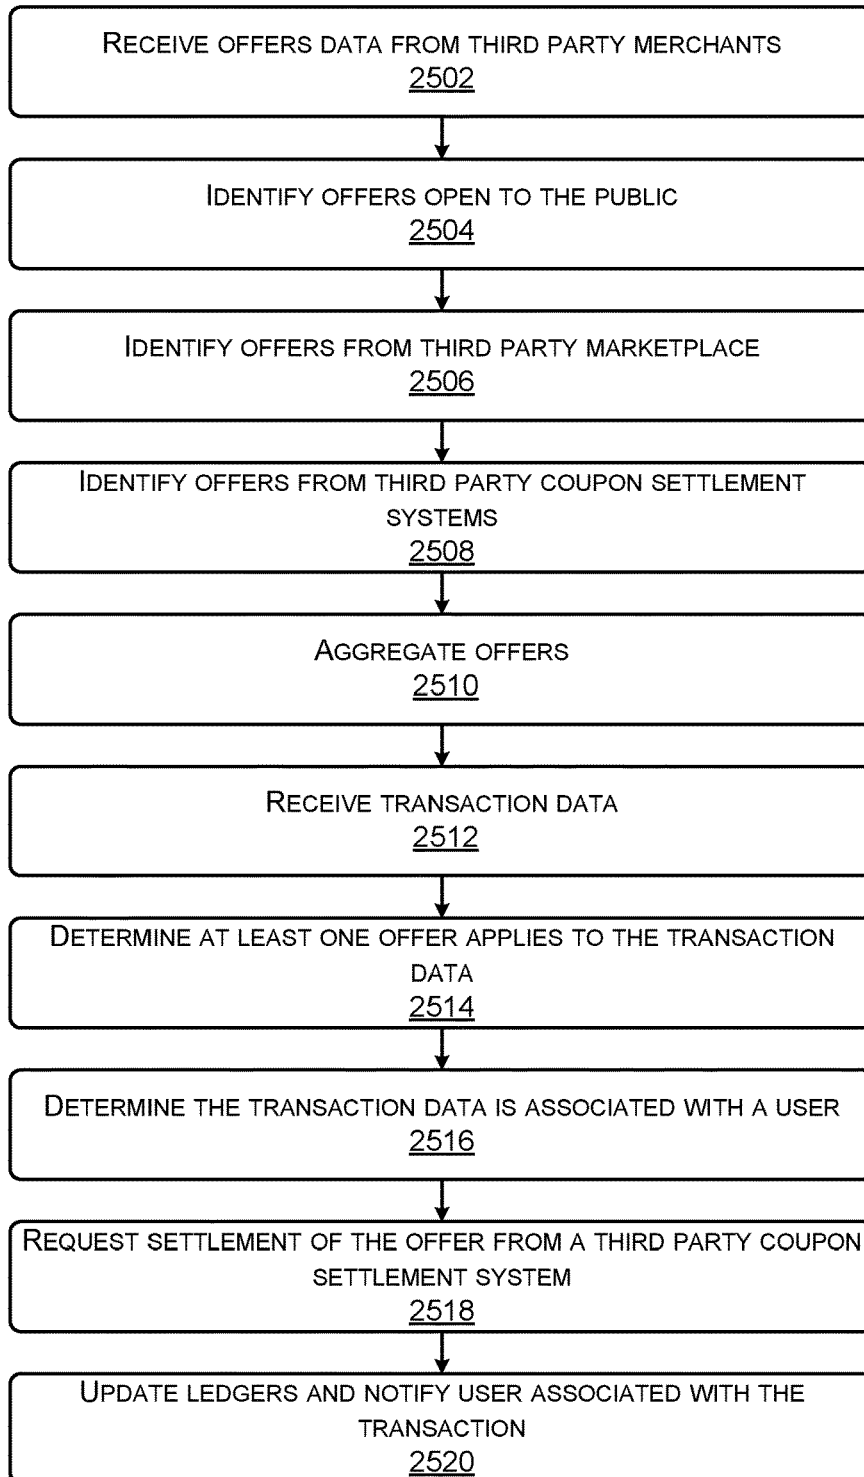 RECEIVE OFFERS DATA FROM THIRD PARTY MERCHANTS
2502
IDENTIFY OFFERS OPEN TO THE PUBLIC
2504
IDENTIFY OFFERS FROM THIRD PARTY MARKETPLACE
2506
IDENTIFY OFFERS FROM THIRD PARTY COUPON SETTLEMENT
SYSTEMS
2508
AGGREGATE OFFERS
2510
RECEIVE TRANSACTION DATA
2512
DETERMINE AT LEAST ONE OFFER APPLIES TO THE TRANSACTION
DATA
2514
DETERMINE THE TRANSACTION DATA IS ASSOCIATED WITH A USER
2516
REQUEST SETTLEMENT OF THE OFFER FROM A THIRD PARTY COUPON
SETTLEMENT SYSTEM
2518
UPDATE LEDGERS AND NOTIFY USER ASSOCIATED WITH THE
TRANSACTION
2520